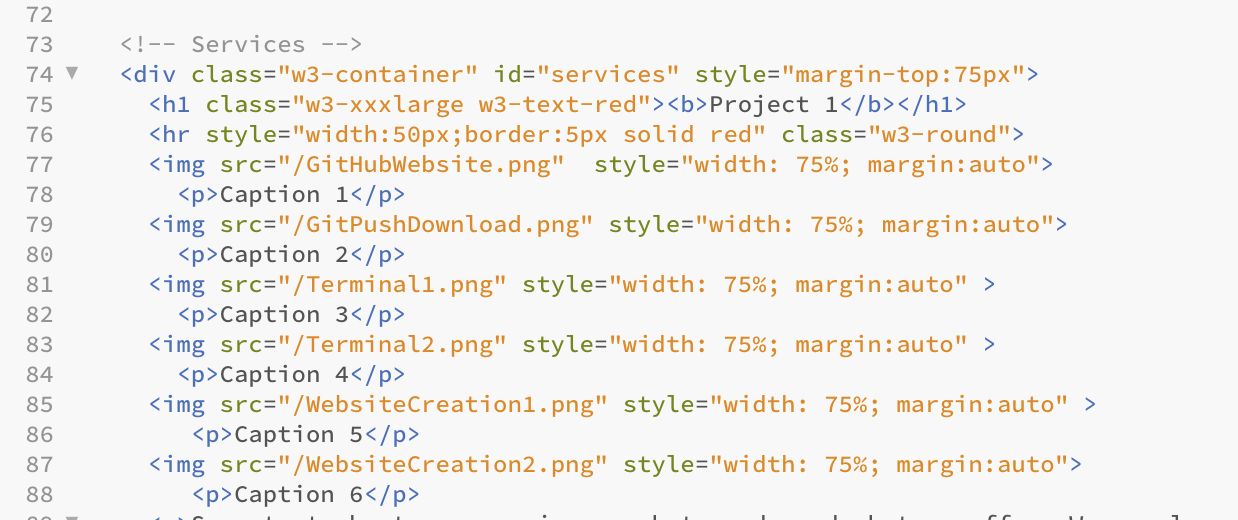 72
73 <!-- Services -->
74 ▼ <div class="w3-container" id="services" style="margin-top:75px">
75 <h1 class="w3-xxxlarge w3-text-red"><b>Project 1</b></h1>
76 <hr style="width:50px;border:5px solid red" class="w3-round">
77 <img src="/GitHubWebsite.png"  style="width: 75%; margin:auto">
78 <p>Caption 1</p>
79 <img src="/GitPushDownload.png" style="width: 75%; margin:auto">
80 <p>Caption 2</p>
81 <img src="/Terminal1.png" style="width: 75%; margin:auto" >
82 <p>Caption 3</p>
83 <img src="/Terminal2.png" style="width: 75%; margin:auto" >
84 <p>Caption 4</p>
85 <img src="/WebsiteCreation1.png" style="width: 75%; margin:auto" >
86 <p>Caption 5</p>
87 <img src="/WebsiteCreation2.png" style="width: 75%; margin:auto">
88 <p>Caption 6</p>